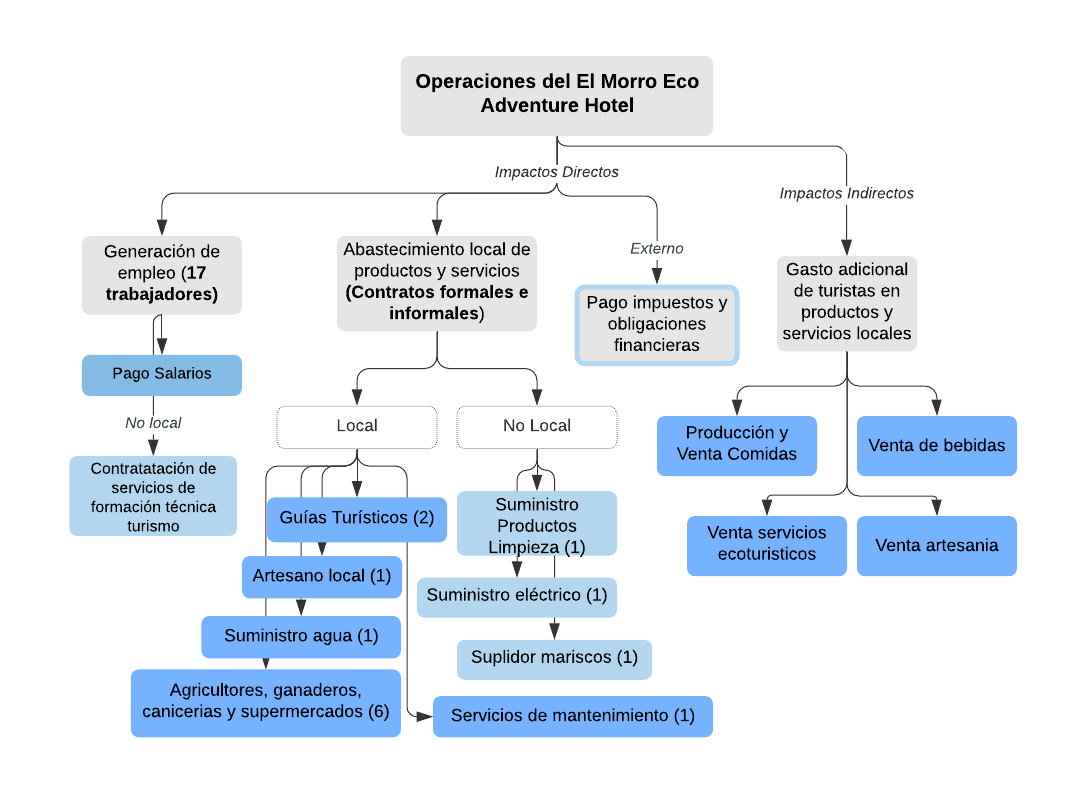 Operaciones del El Morro Eco
Adventure Hotel
Impactos Directos
Impactos Indirectos
Generación de
empleo (17
trabajadores)
Abastecimiento local de
productos y servicios
(Contratos formales e
informales)
Externo
Pago impuestos y
obligaciones
financieras
Gasto adicional
de turistas en
productos y
servicios locales
Pago Salarios
No local
Contratatación de
servicios de
formación técnica
turismo
Local
No Local
Guías Turísticos (2)
Artesano local (1)
Suministro agua (1)
Agricultores, ganaderos,
canicerias y supermercados (6)
Suministro
Productos
Limpieza (1)
Suministro eléctrico (1)
Suplidor mariscos (1)
Servicios de mantenimiento (1)
Producción y
Venta Comidas
Venta de bebidas
Venta servicios
ecoturisticos
Venta artesania